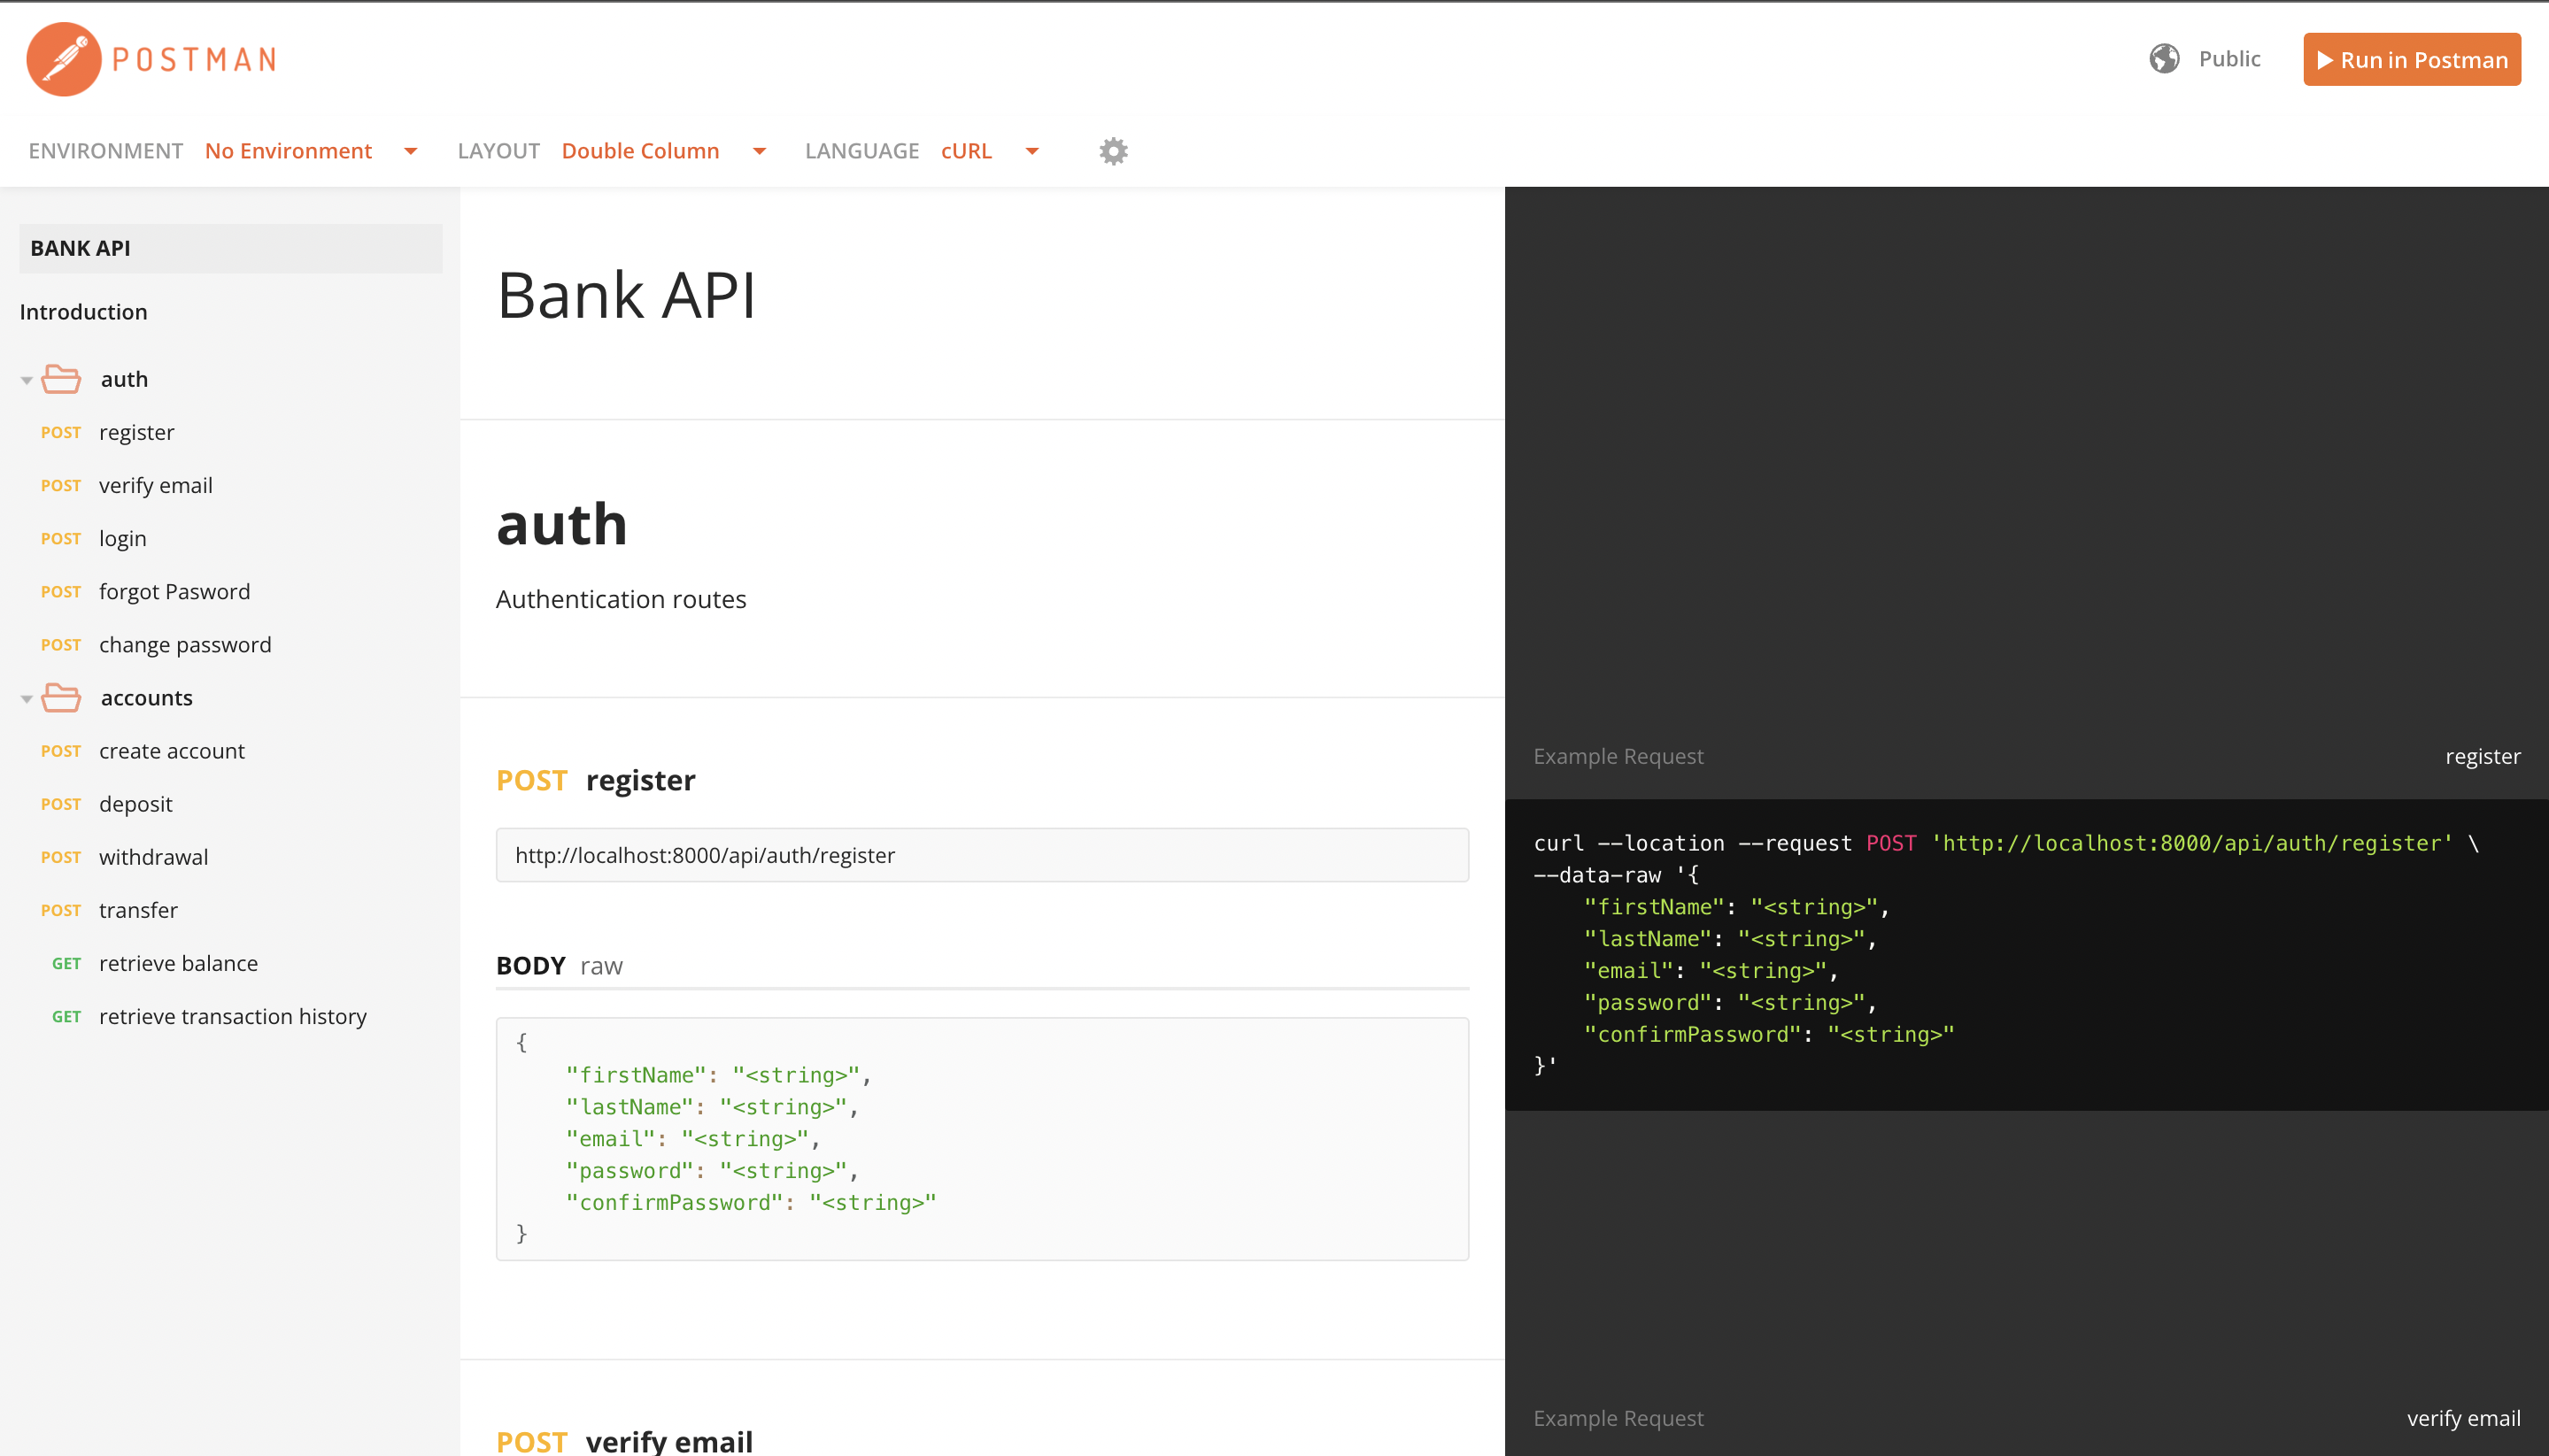 POSTMAN
Public
Run in Postman
ENVIRONMENT No Environment LAYOUT Double Column LANGUAGE cURL
BANK API
Introduction
auth
POST register
POST verify email
POST login
POST forgot Pasword
POST change password
accounts
POST create account
POST deposit
POST withdrawal
POST transfer
GET retrieve balance
GET retrieve transaction history
Bank API
auth
Authentication routes
POST register
http://localhost:8000/api/auth/register
BODY raw
{
"firstName": "<string>",
"lastName": "<string>",
"email": "<string>",
"password": "<string>",
"confirmPassword": "<string>"
}
POST verify email
Example Request register
curl --location --request POST 'http://localhost:8000/api/auth/register' \
--data-raw '{
"firstName": "<string>",
"lastName": "<string>",
"email": "<string>",
"password": "<string>",
"confirmPassword": "<string>"
}'
Example Request verify email